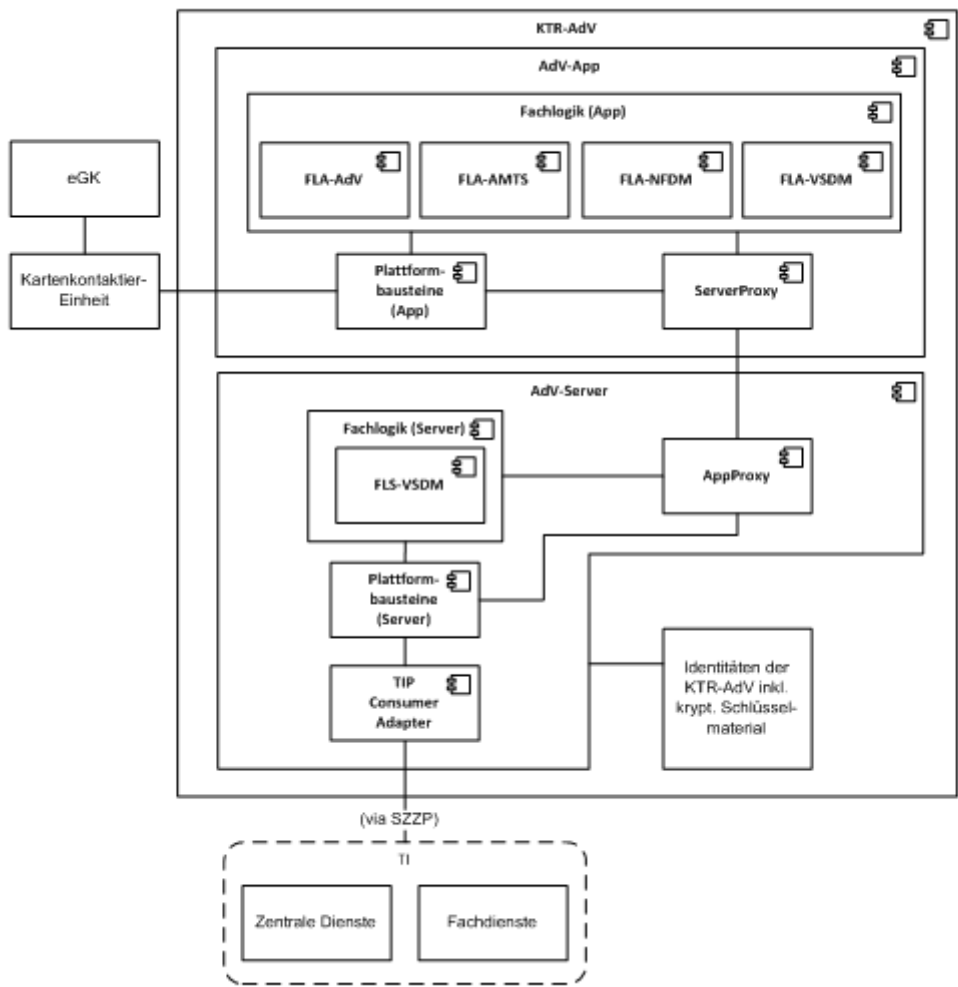 KTR-AdV
AdV-App
Fachlogik (App)
FLA-AdV
FLA-AMTS
FLA-NFDM
FLA-VSDM
eGK
Kartenkontaktier-
Einheit
Plattform-
bausteine
(App)
ServerProxy
AdV-Server
Fachlogik (Server)
FLS-VSDM
AppProxy
Plattform-
bausteine
(Server)
TIP
Consumer
Adapter
Identitäten der
KTR-AdV inkl.
krypt. Schlüssel-
material
(via SZZP)
TI
Zentrale Dienste
Fachdienste